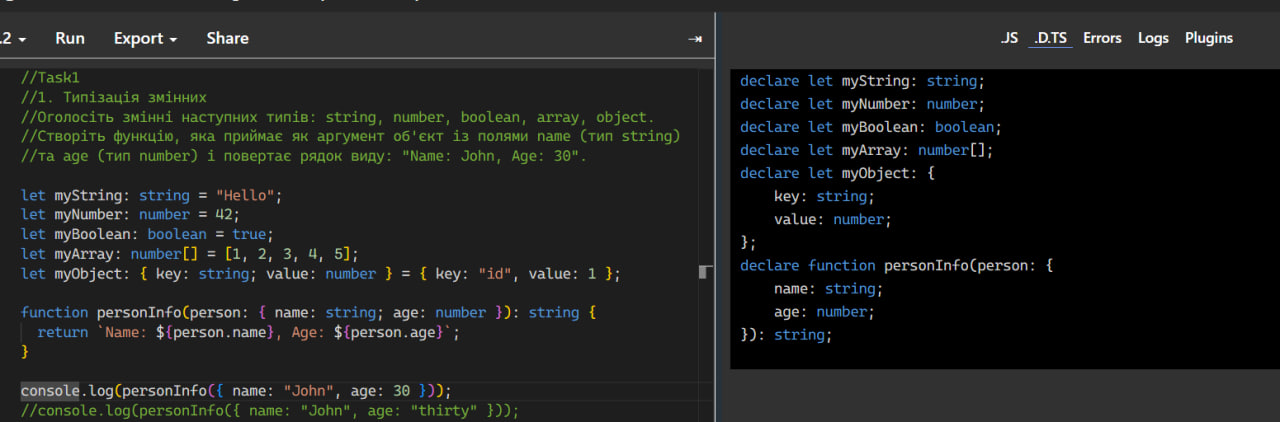 .2 Run Export Share
//Task1
//1. Типізація змінних
//Оголосіть змінні наступних типів: string, number, boolean, array, object.
//Створіть функцію, яка приймає як аргумент об'єкт із полями name (тип string)
//та age (тип number) і повертає рядок виду: "Name: John, Age: 30".
let myString: string = "Hello";
let myNumber: number = 42;
let myBoolean: boolean = true;
let myArray: number[] = [1, 2, 3, 4, 5];
let myObject: { key: string; value: number } = { key: "id", value: 1 };
function personInfo(person: { name: string; age: number }): string {
  return `Name: ${person.name}, Age: ${person.age}`;
}
console.log(personInfo({ name: "John", age: 30 }));
//console.log(personInfo({ name: "John", age: "thirty" }));
.JS .D.TS Errors Logs Plugins
declare let myString: string;
declare let myNumber: number;
declare let myBoolean: boolean;
declare let myArray: number[];
declare let myObject: {
    key: string;
    value: number;
};
declare function personInfo(person: {
    name: string;
    age: number;
}): string;